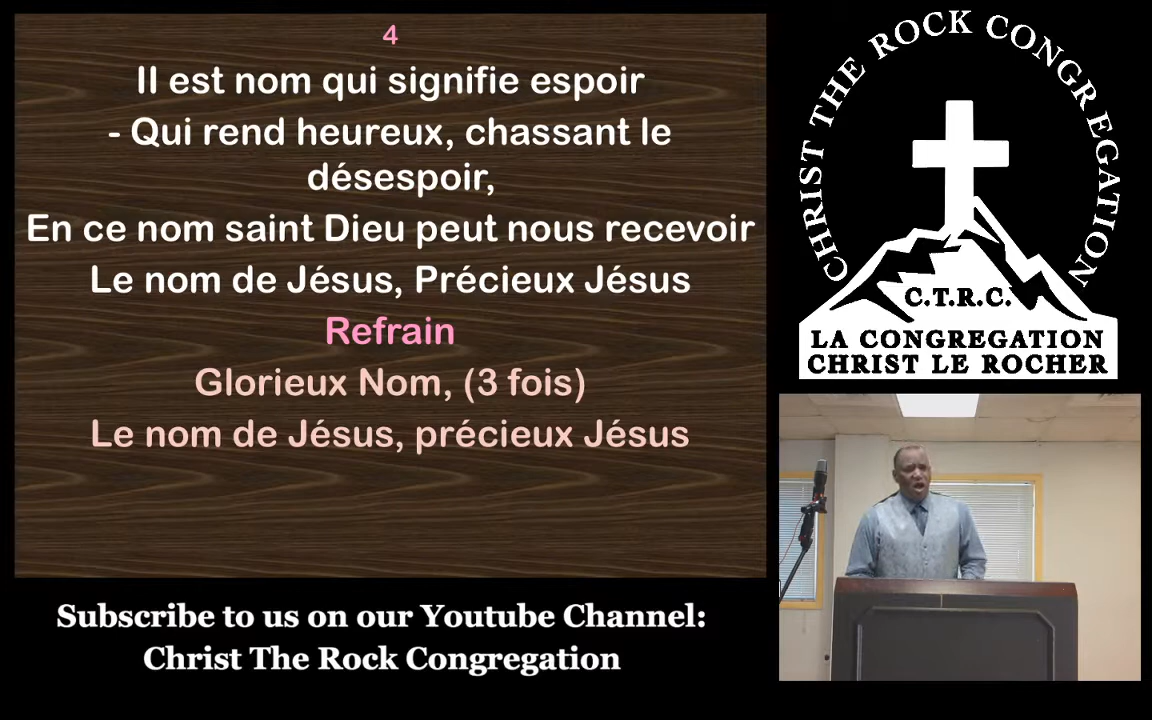 4
Il est nom qui signifie espoir
- Qui rend heureux, chassant le
désespoir,
En ce nom saint Dieu peut nous recevoir
Le nom de Jésus, Précieux Jésus
Refrain
Glorieux Nom, (3 fois)
Le nom de Jésus, précieux Jésus
CHRIST THE ROCK CONGREGATION
C.T.R.C.
LA CONGREGATION
CHRIST LE ROCHER
Subscribe to us on our Youtube Channel:
Christ The Rock Congregation